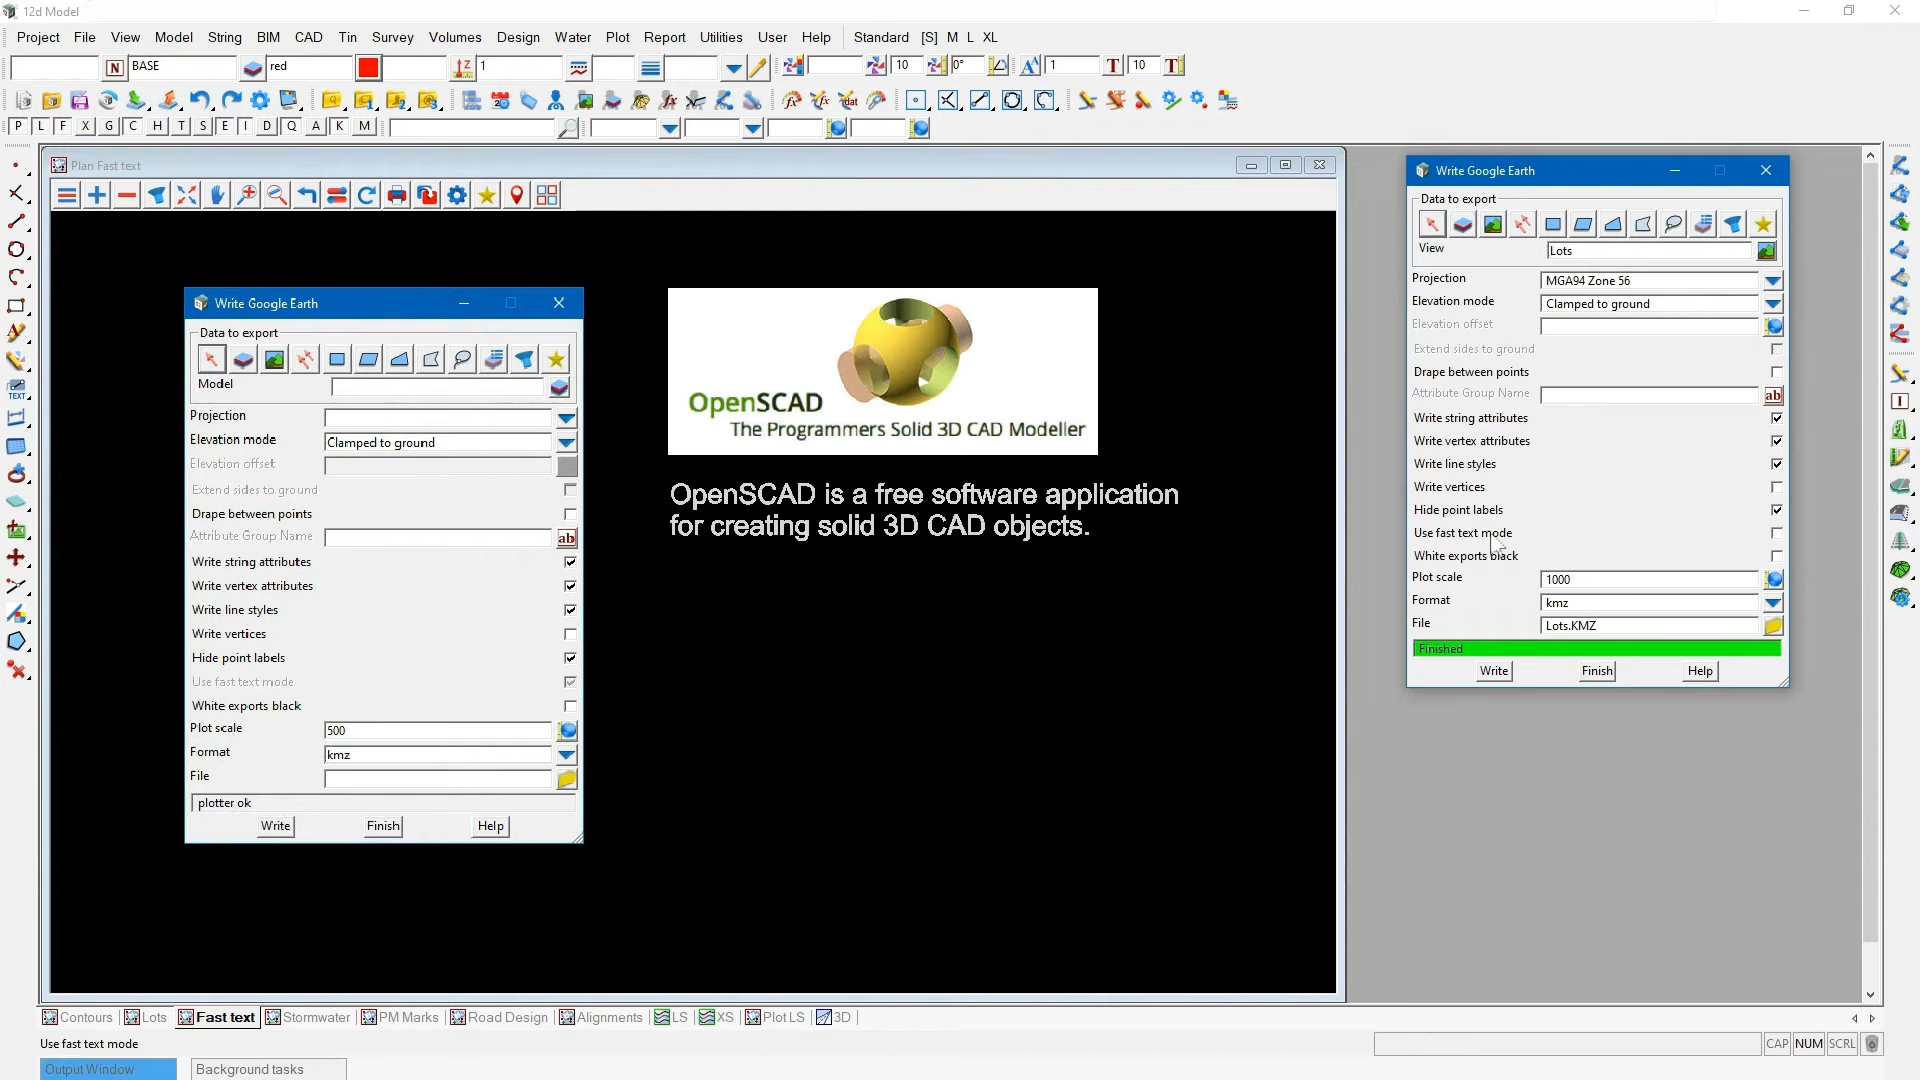 12d Model
Project File View Model String BIM CAD Tin Survey Volumes Design Water Plot Report Utilities User Help Standard [S] M L XL
N BASE red 1 10 0° 1 T 10 T
P L F X G C H T S E I D Q A K M
Plan Fast text
Write Google Earth
Data to export
Model
Projection
Elevation mode Clamped to ground
Elevation offset
Extend sides to ground
Drape between points
Attribute Group Name ab
Write string attributes
Write vertex attributes
Write line styles
Write vertices
Hide point labels
Use fast text mode
White exports black
Plot scale 500
Format kmz
File
plotter ok
Write Finish Help
OpenSCAD
The Programmers Solid 3D CAD Modeller
OpenSCAD is a free software application
for creating solid 3D CAD objects.
Write Google Earth
Data to export
View Lots
Projection MGA94 Zone 56
Elevation mode Clamped to ground
Elevation offset
Extend sides to ground
Drape between points
Attribute Group Name ab
Write string attributes
Write vertex attributes
Write line styles
Write vertices
Hide point labels
Use fast text mode
White exports black
Plot scale 1000
Format kmz
File Lots.KMZ
Finished
Write Finish Help
TEXT
Contours Lots Fast text Stormwater PM Marks Road Design Alignments LS XS Plot LS 3D
Use fast text mode CAP NUM SCRL
Output Window Background tasks